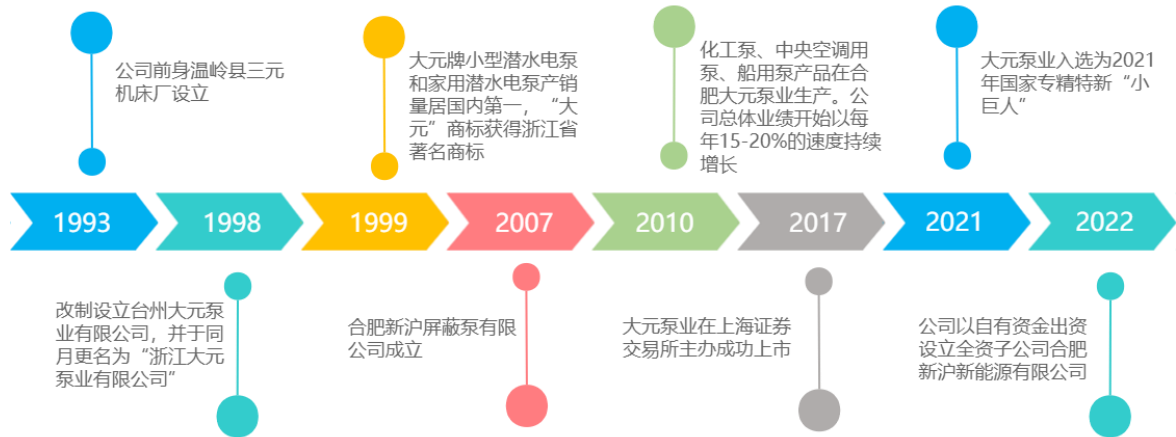 公司前身温岭县三元
机床厂设立
大元牌小型潜水电泵
和家用潜水电泵产销
量居国内第一，“大
元”商标获得浙江省
著名商标
化工泵、中央空调用
泵、船用泵产品在合
肥大元泵业生产。公
司总体业绩开始以每
年15-20%的速度持续
增长
大元泵业入选为2021
年国家专精特新“小
巨人”
1993
1998
1999
2007
2010
2017
2021
2022
改制设立台州大元泵
业有限公司，并于同
月更名为“浙江大元
泵业有限公司”
合肥新沪屏蔽泵有限
公司成立
大元泵业在上海证券
交易所主办成功上市
公司以自有资金出资
设立全资子公司合肥
新沪新能源有限公司